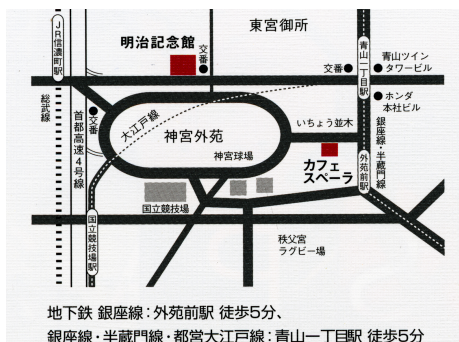 東宮御所
明治記念館
交番
交番
青山一丁目駅
青山ツイン
タワービル
ホンダ
本社ビル
JR信濃町駅
総武線
首都高速4号線
交番
大江戸線
神宮外苑
いちょう並木
神宮球場
カフェ
スペーラ
外苑前駅
銀座線・半蔵門線
国立競技場
国立競技場駅
秩父宮
ラグビー場
地下鉄 銀座線：外苑前駅 徒歩5分、
銀座線・半蔵門線・都営大江戸線：青山一丁目駅 徒歩5分